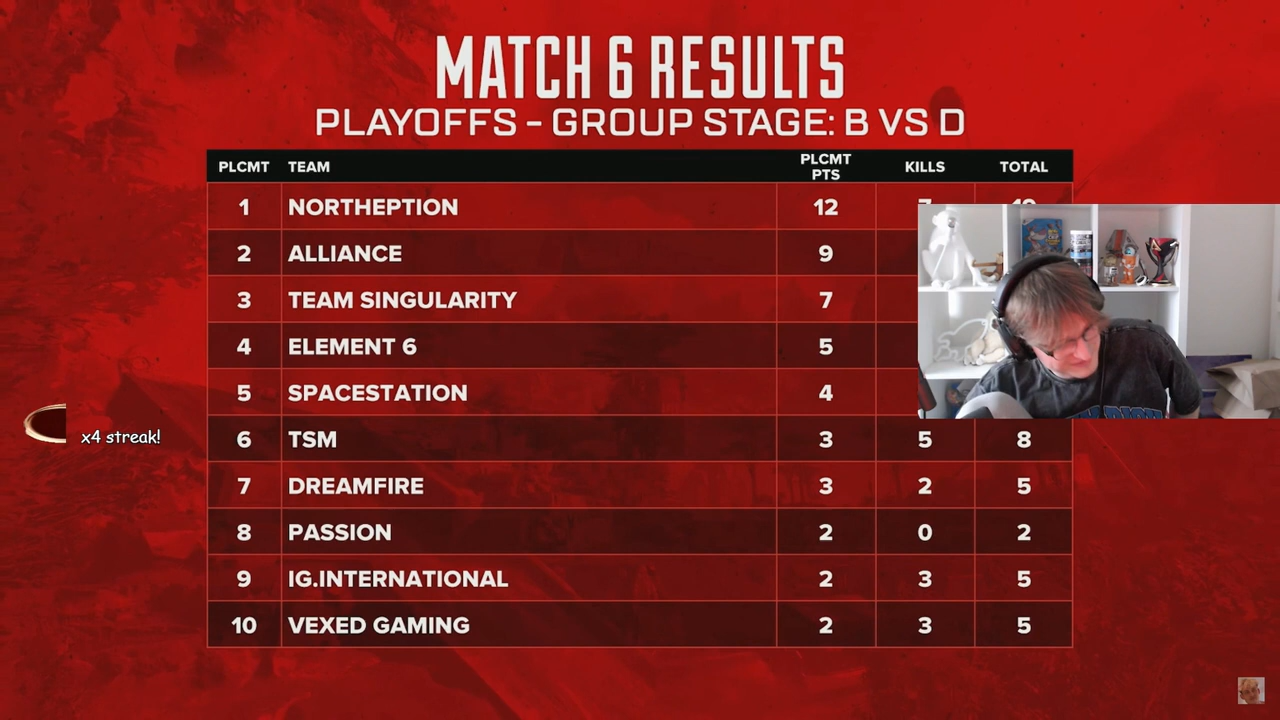 MATCH 6 RESULTS
PLAYOFFS - GROUP STAGE: B VS D
PLCMT TEAM PLCMT PTS KILLS TOTAL
1 NORTHEPTION 12
2 ALLIANCE 9
3 TEAM SINGULARITY 7
4 ELEMENT 6 5
5 SPACESTATION 4
x4 streak!
6 TSM 3 5 8
7 DREAMFIRE 3 2 5
8 PASSION 2 0 2
9 IG.INTERNATIONAL 2 3 5
10 VEXED GAMING 2 3 5